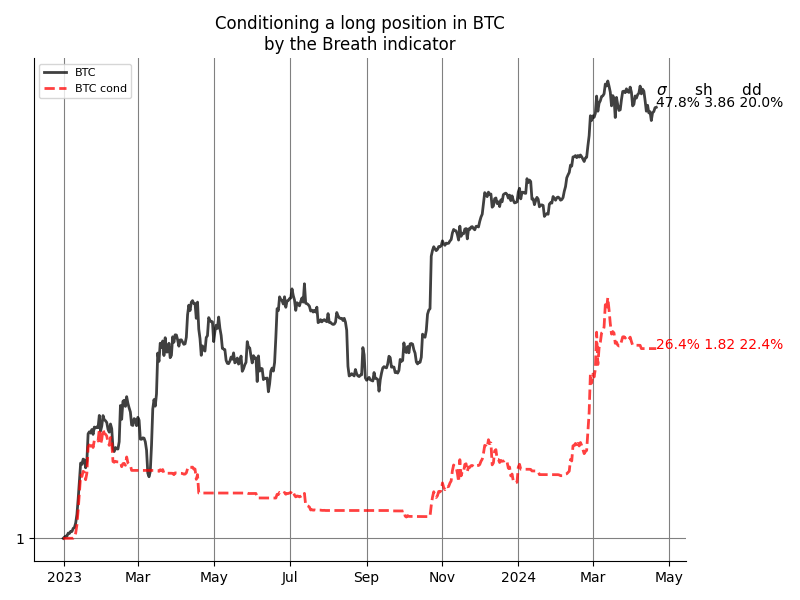 Conditioning a long position in BTC
by the Breath indicator
BTC
BTC cond
σ sh dd
47.8% 3.86 20.0%
26.4% 1.82 22.4%
1
2023 Mar May Jul Sep Nov 2024 Mar May